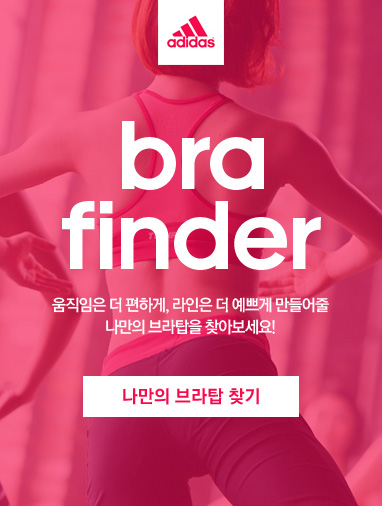 adidas
bra
finder
움직임은 더 편하게, 라인은 더 예쁘게 만들어줄
나만의 브라탑을 찾아보세요!
나만의 브라탑 찾기